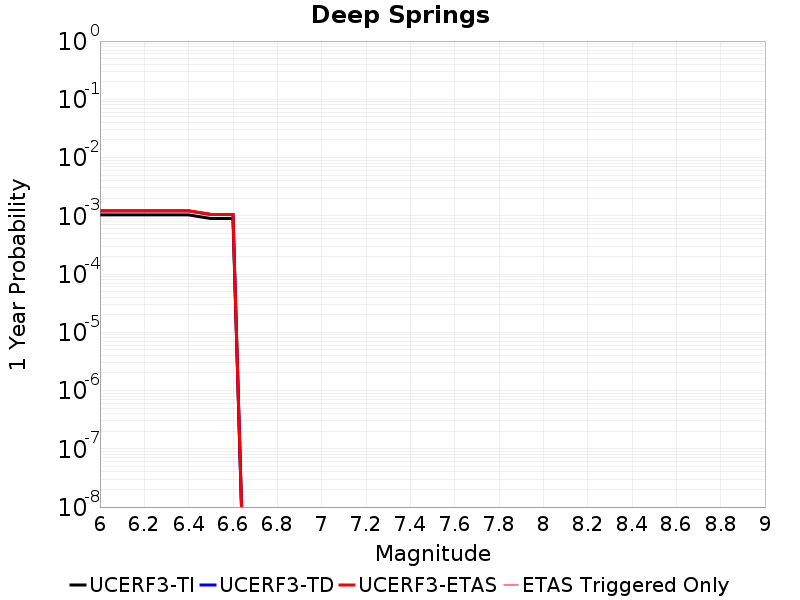 Deep Springs
1 Year Probability
10^0
10^-1
10^-2
10^-3
10^-4
10^-5
10^-6
10^-7
10^-8
6 6.2 6.4 6.6 6.8 7 7.2 7.4 7.6 7.8 8 8.2 8.4 8.6 8.8 9
Magnitude
UCERF3-TI UCERF3-TD UCERF3-ETAS ETAS Triggered Only